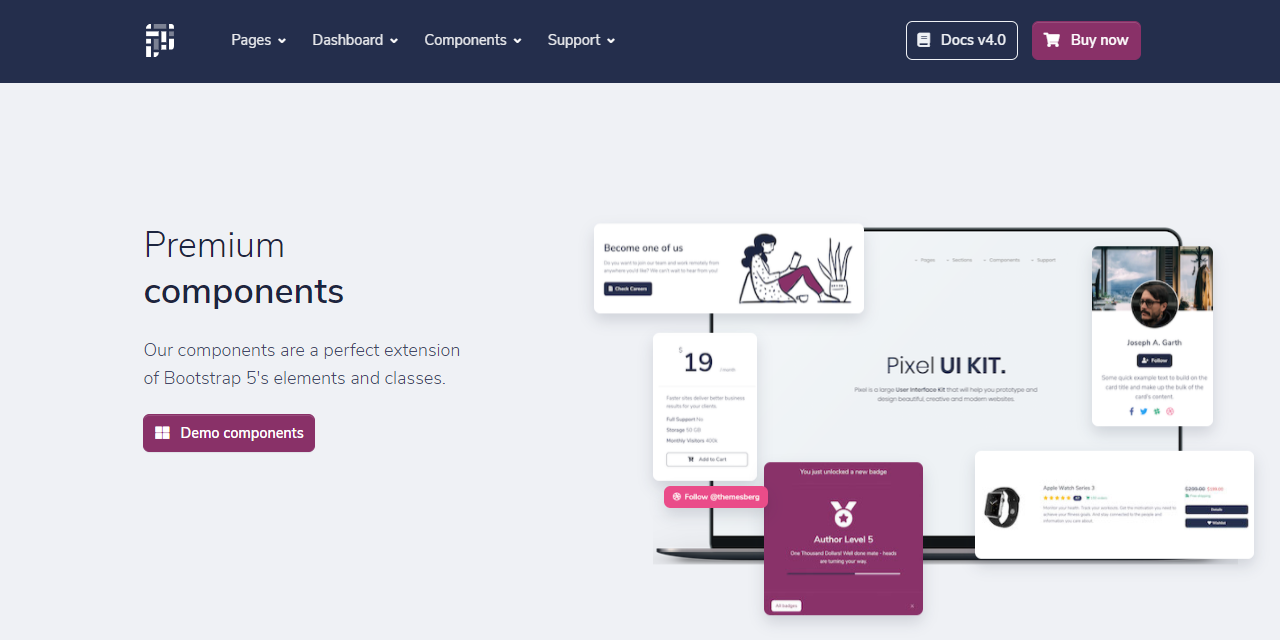 Pages Dashboard Components Support Docs v4.0 Buy now
Premium
components
Our components are a perfect extension
of Bootstrap 5's elements and classes.
Demo components
Become one of us
Do you want to join our team and work remotely from
anywhere you'd like? We can't wait to hear from you!
Check Careers
Pages Sections Components Support
Joseph A. Garth
Follow
Some quick example text to build on the
card title and make up the bulk of the
card's content.
$ 19 / month
Faster sites deliver better business
results for your clients.
Full Support No
Storage 50 GB
Monthly Visitors 400k
Add to Cart
Follow @themesberg
Pixel UI KIT.
Pixel is a large User Interface Kit that will help you prototype and
design beautiful, creative and modern websites.
You just unlocked a new badge
Author Level 5
One Thousand Dollars! Well done mate - heads
are turning your way.
All badges
Apple Watch Series 3
Monitor your health. Track your workouts. Get the motivation you need to
achieve your fitness goals. And stay connected to the people and
information you care about.
$299.00 $199.00
Free shipping
Details
Wishlist